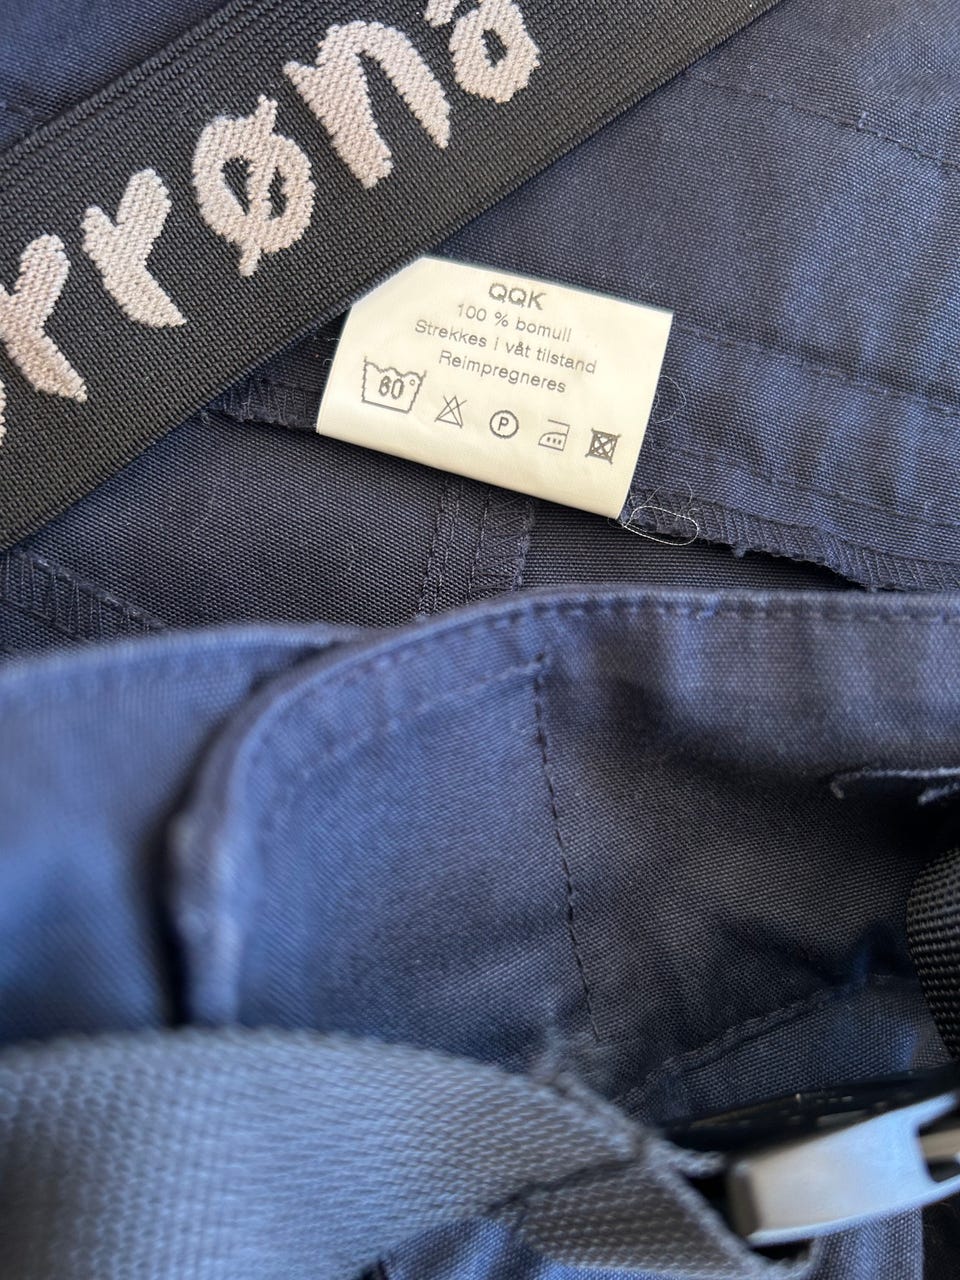 rrøna
QQK
100 % bomull
Strekkes i våt tilstand
Reimpregneres
60
P